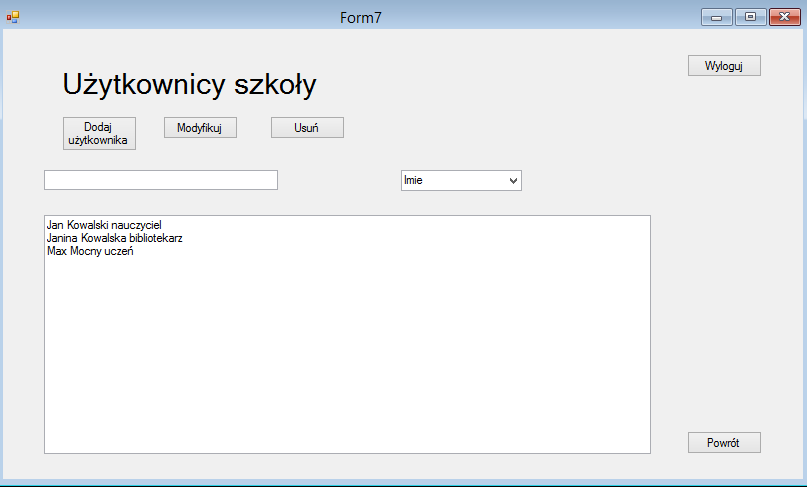 Form7
Wyloguj
Użytkownicy szkoły
Dodaj
użytkownika
Modyfikuj
Usuń
Imie
Jan Kowalski nauczyciel
Janina Kowalska bibliotekarz
Max Mocny uczeń
Powrót